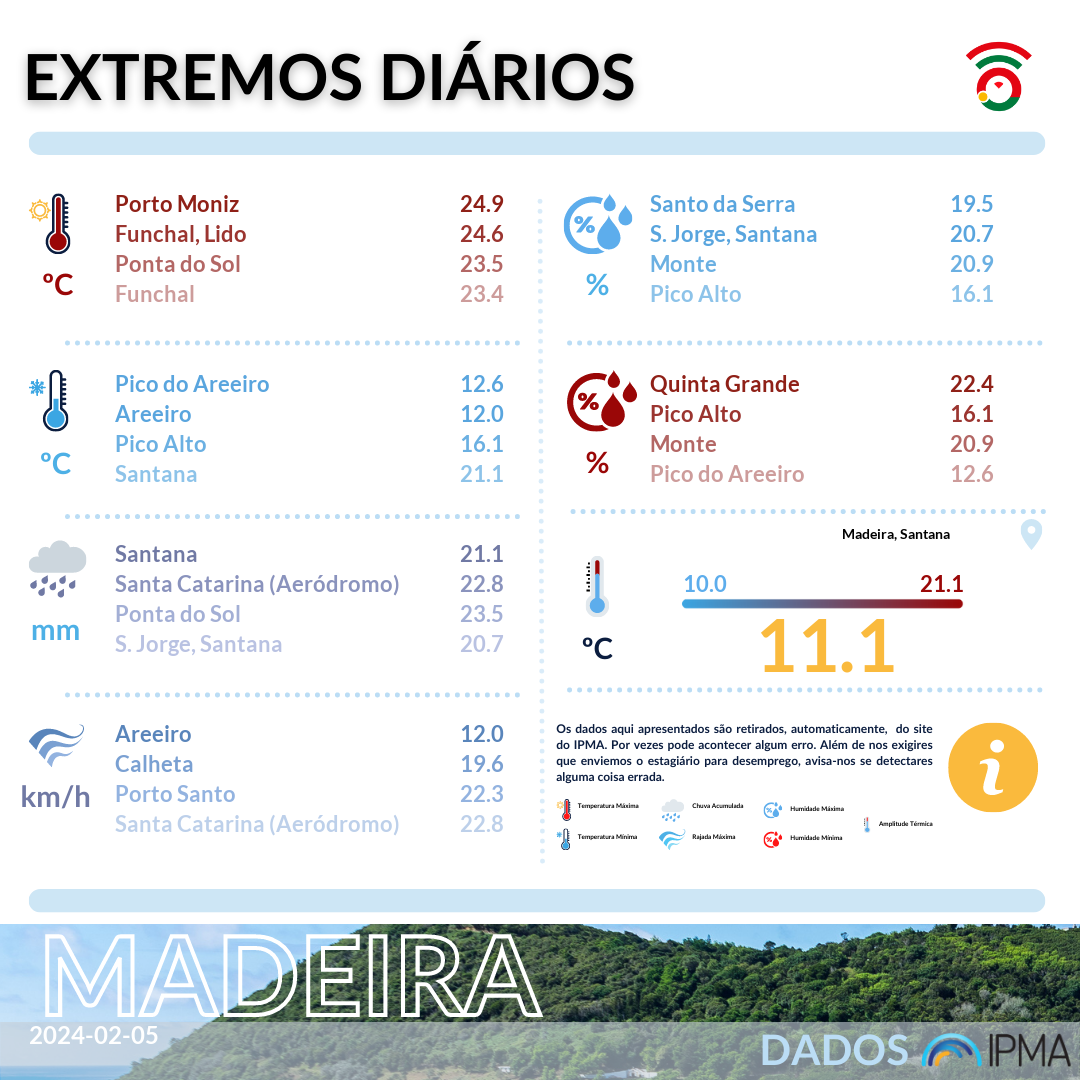 EXTREMOS DIÁRIOS
Porto Moniz 24.9
Funchal, Lido 24.6
Ponta do Sol 23.5
Funchal 23.4
ºC
Pico do Areeiro 12.6
Areeiro 12.0
Pico Alto 16.1
Santana 21.1
ºC
Santana 21.1
Santa Catarina (Aeródromo) 22.8
Ponta do Sol 23.5
S. Jorge, Santana 20.7
mm
Areeiro 12.0
Calheta 19.6
Porto Santo 22.3
Santa Catarina (Aeródromo) 22.8
km/h
%
Santo da Serra 19.5
S. Jorge, Santana 20.7
Monte 20.9
Pico Alto 16.1
%
%
Quinta Grande 22.4
Pico Alto 16.1
Monte 20.9
Pico do Areeiro 12.6
%
Madeira, Santana
10.0 21.1
11.1
ºC
Os dados aqui apresentados são retirados, automaticamente, do site
do IPMA. Por vezes pode acontecer algum erro. Além de nos exigires
que enviemos o estagiário para desemprego, avisa-nos se detectares
alguma coisa errada.
i
Temperatura Máxima
Chuva Acumulada
Humidade Máxima
Amplitude Térmica
Temperatura Mínima
Rajada Máxima
Humidade Mínima
MADEIRA
2024-02-05
DADOS IPMA